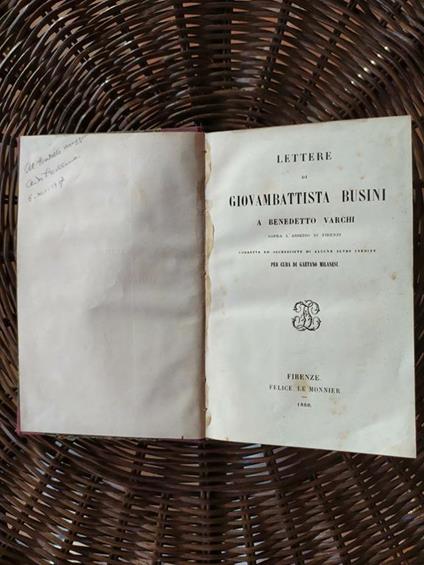 LETTERE
DI
GIOVAMBATTISTA BUSINI
A BENEDETTO VARCHI
SOPRA L'ASSEDIO DI FIRENZE
CORRETTE ED ACCRESCIUTE DI ALCUNE ALTRE INEDITE
PER CURA DI GAETANO MILANESI.
FIRENZE
FELICE LE MONNIER
1860.